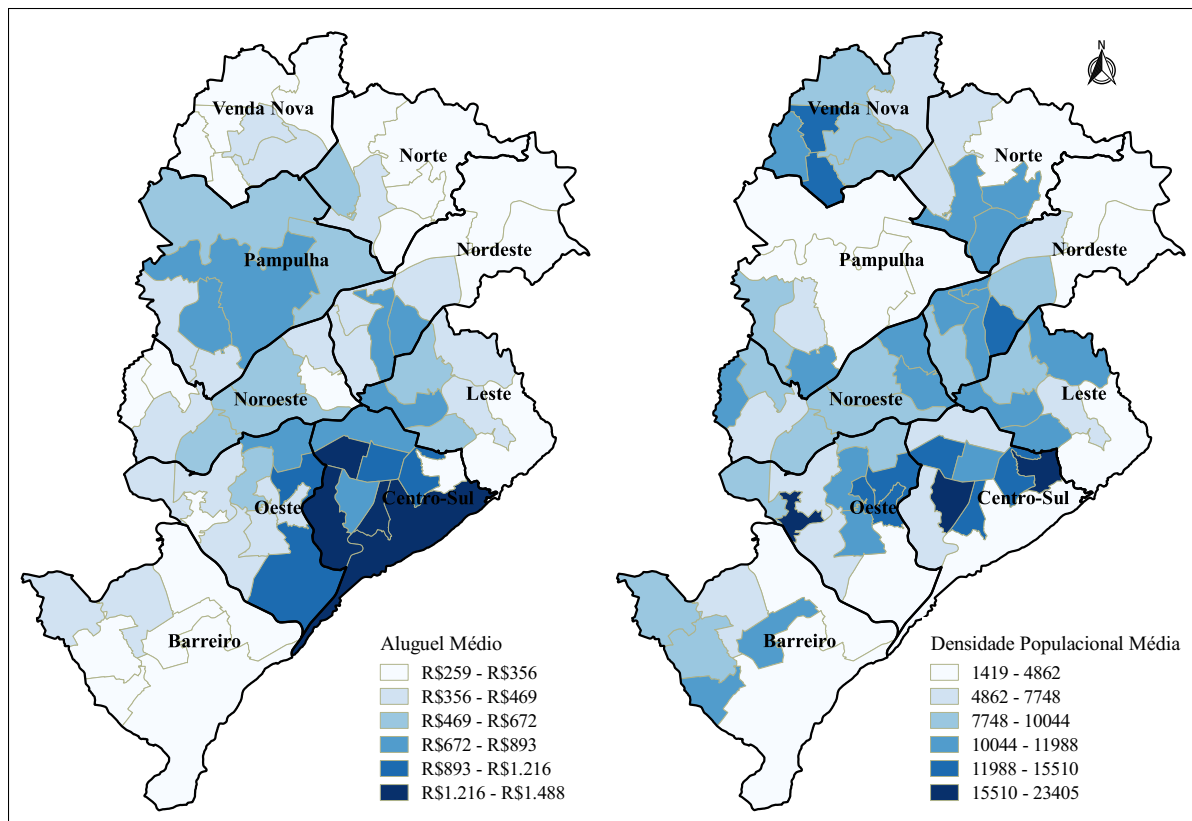 N
Venda Nova
Norte
Nordeste
Pampulha
Noroeste
Leste
Oeste
Centro-Sul
Barreiro
Aluguel Médio
R$259 - R$356
R$356 - R$469
R$469 - R$672
R$672 - R$893
R$893 - R$1.216
R$1.216 - R$1.488
Venda Nova
Norte
Nordeste
Pampulha
Noroeste
Leste
Oeste
Centro-Sul
Barreiro
Densidade Populacional Média
1419 - 4862
4862 - 7748
7748 - 10044
10044 - 11988
11988 - 15510
15510 - 23405